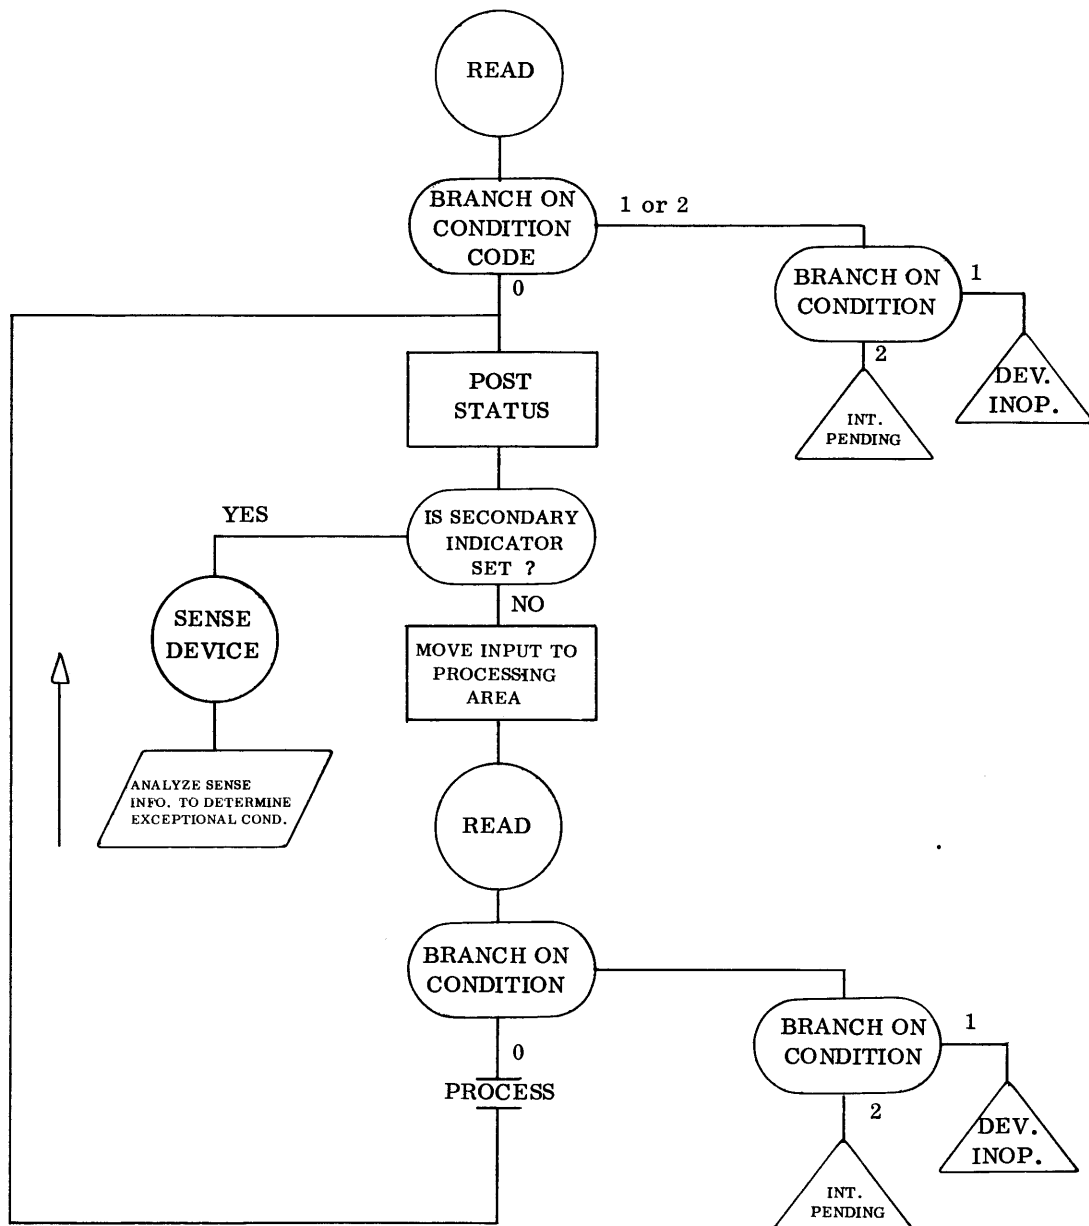 READ
BRANCH ON
CONDITION
CODE
1 or 2
0
BRANCH ON
CONDITION
1
2
DEV.
INOP.
INT.
PENDING
POST
STATUS
IS SECONDARY
INDICATOR
SET ?
YES
NO
SENSE
DEVICE
MOVE INPUT TO
PROCESSING
AREA
ANALYZE SENSE
INFO. TO DETERMINE
EXCEPTIONAL COND.
READ
BRANCH ON
CONDITION
0
PROCESS
BRANCH ON
CONDITION
1
2
DEV.
INOP.
INT.
PENDING